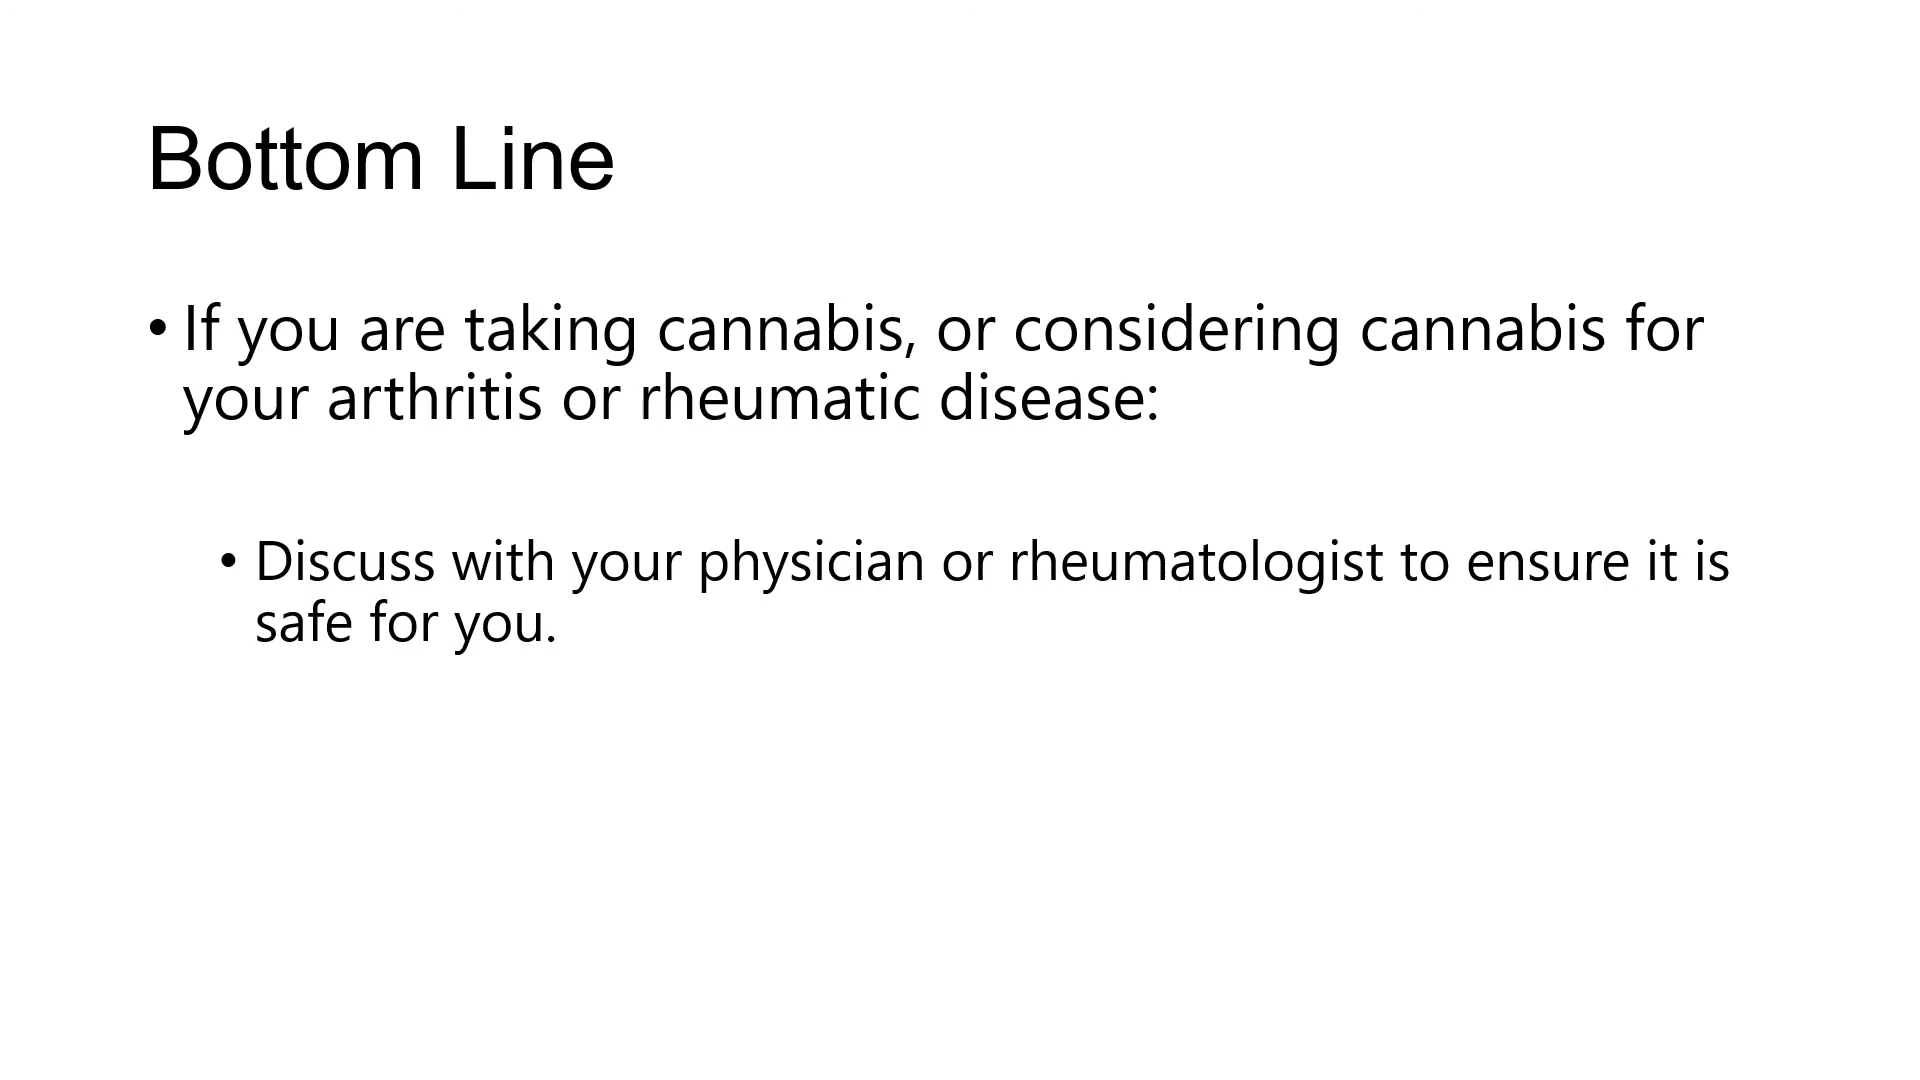 Bottom Line
• If you are taking cannabis, or considering cannabis for
your arthritis or rheumatic disease:
• Discuss with your physician or rheumatologist to ensure it is
safe for you.